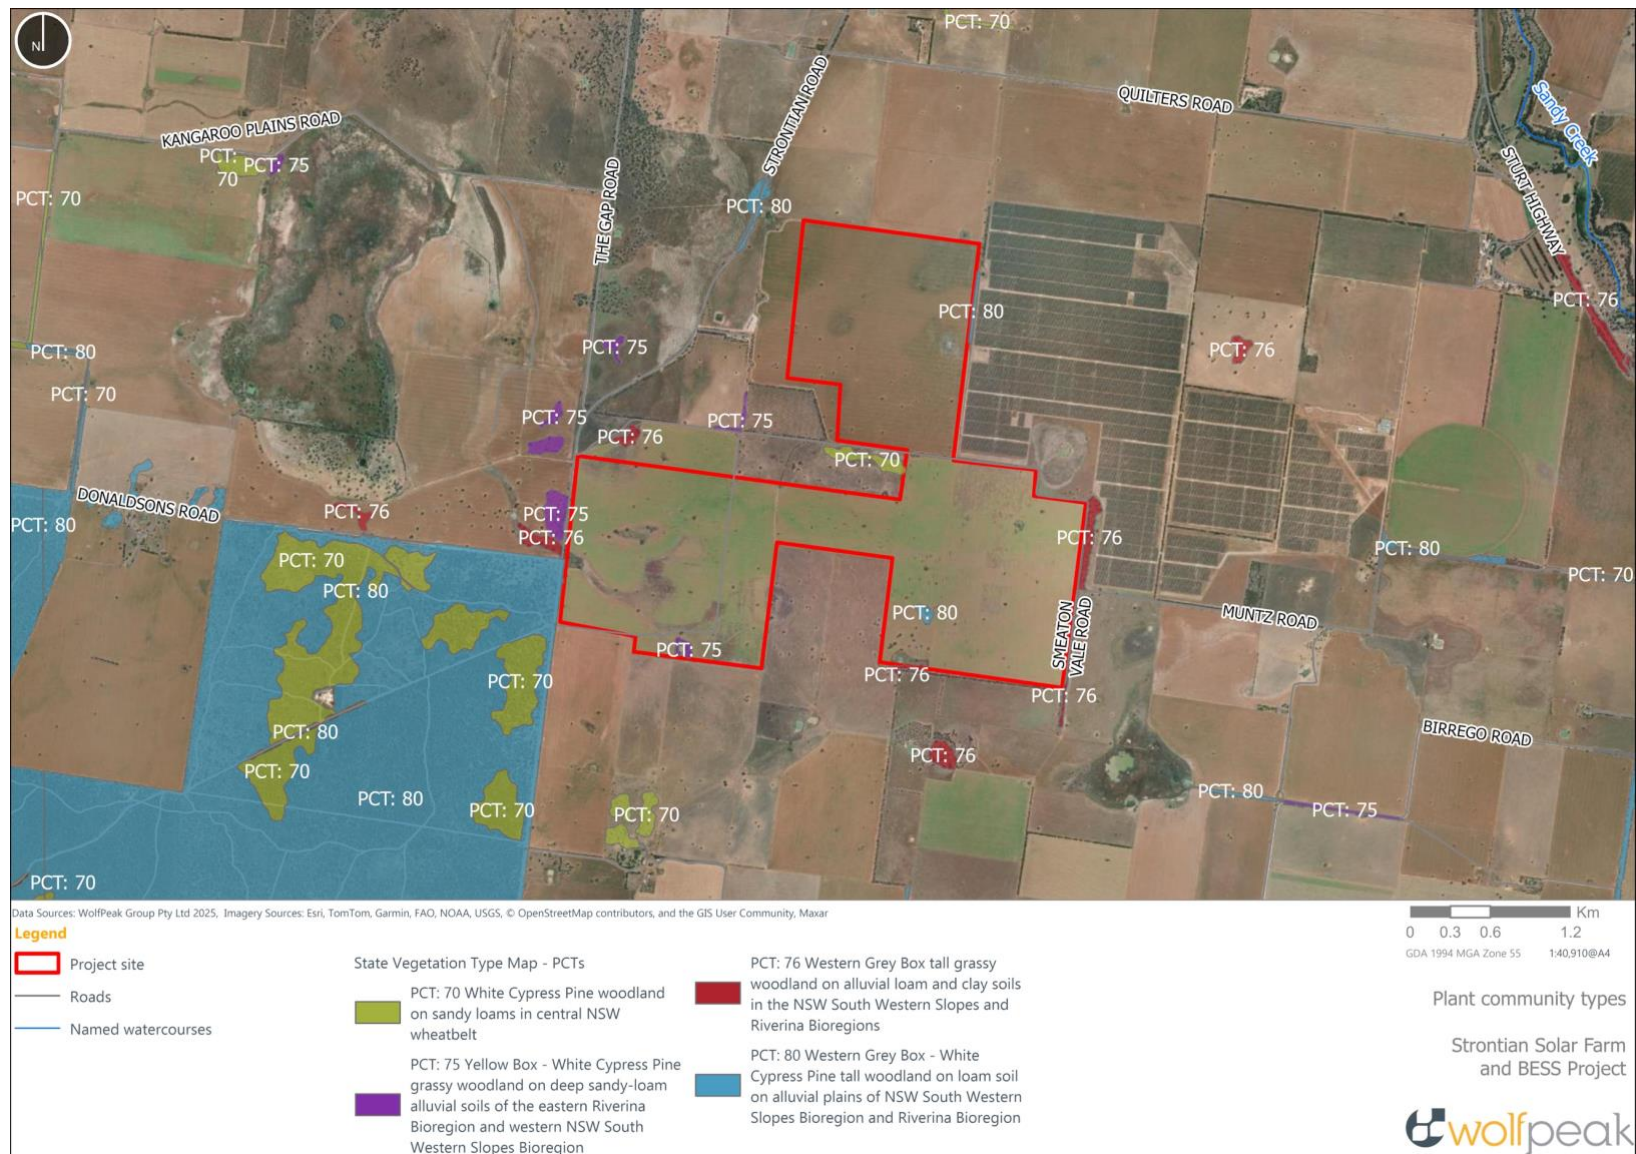 N
PCT: 70
QUILTERS ROAD
STRONTIAN ROAD
Sandy Creek
KANGAROO PLAINS ROAD
PCT:
70
PCT: 75
STURT HIGHWAY
THE GAP ROAD
PCT: 70
PCT: 80
PCT: 76
PCT: 80
PCT: 75
PCT: 76
PCT: 80
PCT: 70
PCT: 75
PCT: 75
PCT: 76
PCT: 70
DONALDSONS ROAD
PCT: 76
PCT: 75
PCT: 80
PCT: 76
PCT: 76
PCT: 80
PCT: 70
PCT: 70
PCT: 80
PCT: 80
MUNTZ ROAD
SMEATON
VALE ROAD
PCT: 75
PCT: 76
PCT: 70
PCT: 76
PCT: 80
BIRREGO ROAD
PCT: 76
PCT: 70
PCT: 80
PCT: 80
PCT: 75
PCT: 70
PCT: 70
PCT: 70
Data Sources: WolfPeak Group Pty Ltd 2025, Imagery Sources: Esri, TomTom, Garmin, FAO, NOAA, USGS, © OpenStreetMap contributors, and the GIS User Community, Maxar
Legend
Project site
Roads
Named watercourses
State Vegetation Type Map - PCTs
PCT: 70 White Cypress Pine woodland
on sandy loams in central NSW
wheatbelt
PCT: 75 Yellow Box - White Cypress Pine
grassy woodland on deep sandy-loam
alluvial soils of the eastern Riverina
Bioregion and western NSW South
Western Slopes Bioregion
PCT: 76 Western Grey Box tall grassy
woodland on alluvial loam and clay soils
in the NSW South Western Slopes and
Riverina Bioregions
PCT: 80 Western Grey Box - White
Cypress Pine tall woodland on loam soil
on alluvial plains of NSW South Western
Slopes Bioregion and Riverina Bioregion
Km
0 0.3 0.6 1.2
GDA 1994 MGA Zone 55 1:40,910@A4
Plant community types
Strontian Solar Farm
and BESS Project
wolfpeak